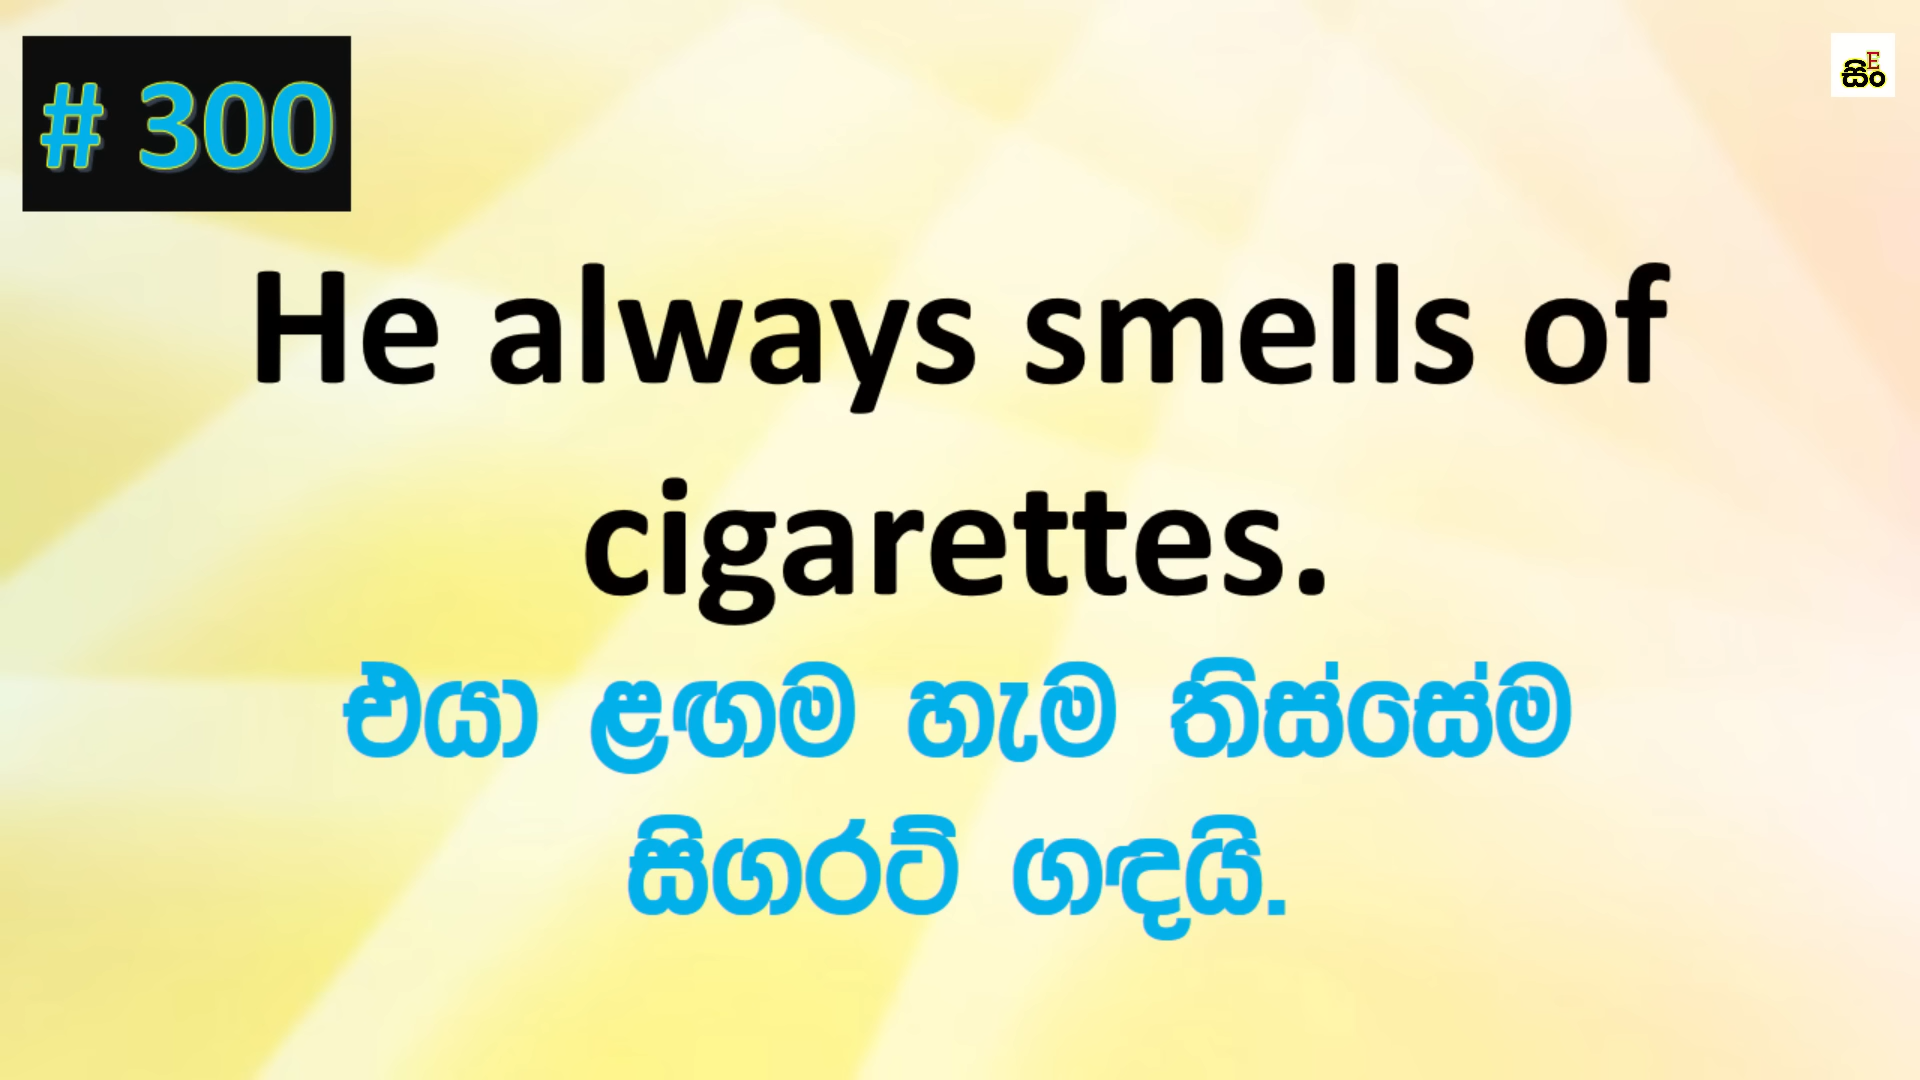 # 300
සිංE
He always smells of
cigarettes.
එයා ළඟම හැම තිස්සේම
සිගරට් ගඳයි.